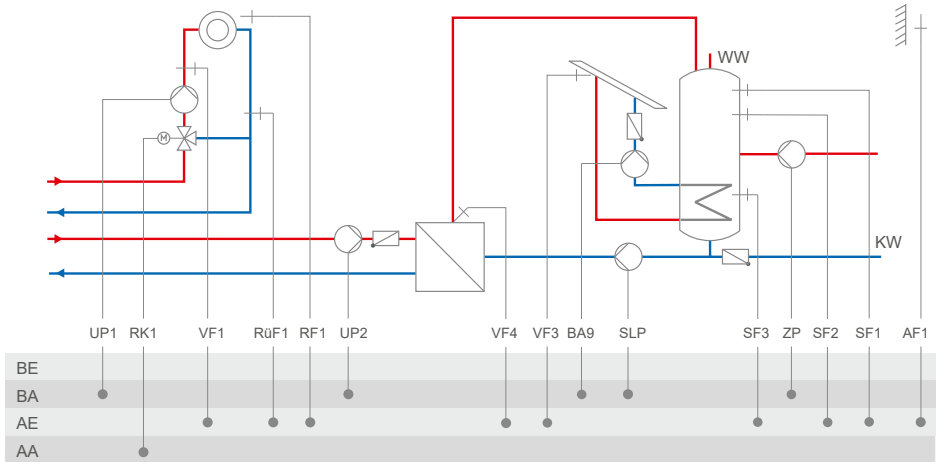 WW
M
KW
UP1 RK1 VF1 RüF1 RF1 UP2 VF4 VF3 BA9 SLP SF3 ZP SF2 SF1 AF1
BE
BA
AE
AA